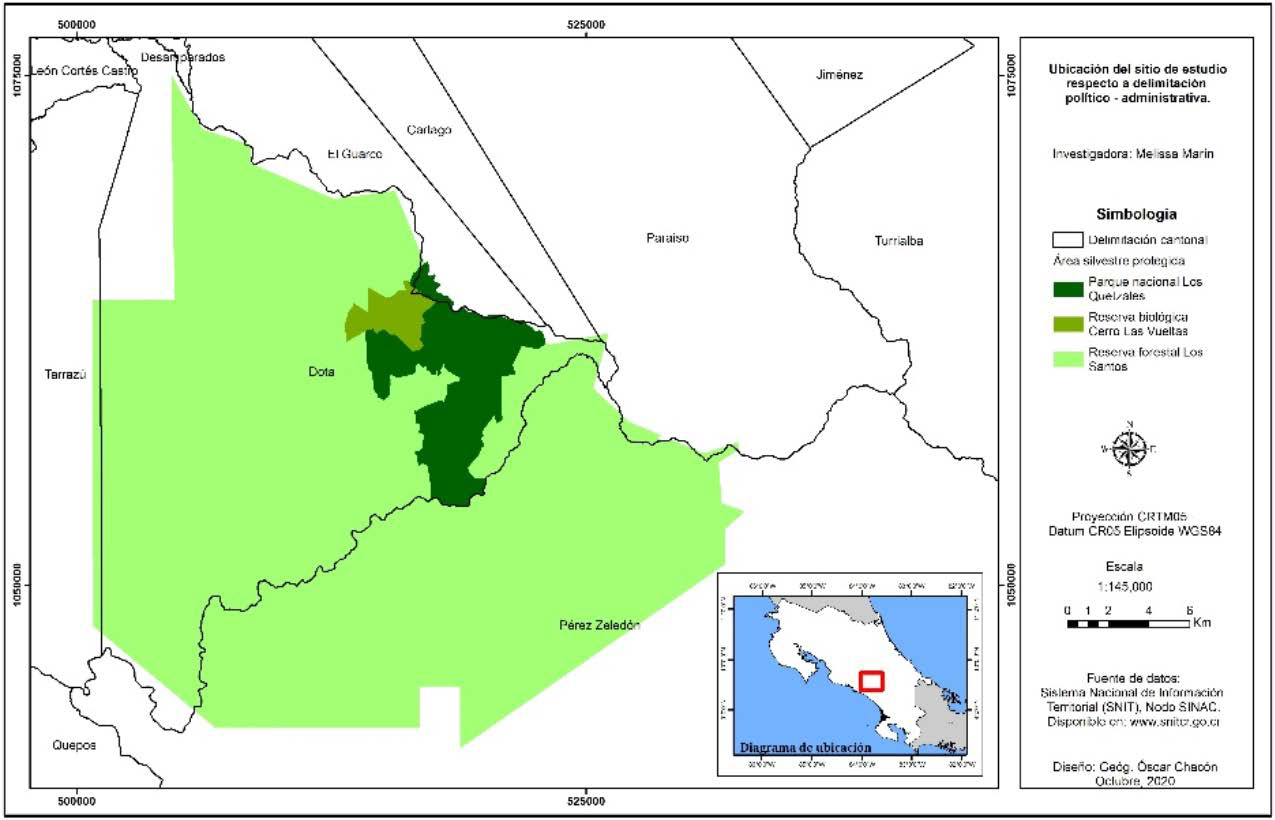 500000
525000
1075000
1075000
León Cortés Castro
Desamparados
Jiménez
Cartago
El Guarco
Paraíso
Turrialba
Tarrazú
Dota
Pérez Zeledón
Quepos
1050000
1050000
500000
525000
Diagrama de ubicación
Ubicación del sitio de estudio
respecto a delimitación
político - administrativa.
Investigadora: Melissa Marín
Simbología
Delimitación cantonal
Área silvestre protegica
Parque nacional Los
Quetzales
Reserva biológica
Cerro Las Vueltas
Reserva forestal Los
Santos
N
W
E
S
Proyección CRTM05
Datum CR05 Elipsoide WGS84
Escala
1:145,000
0 1 2 4 6
Km
Fuente de datos:
Sistema Nacional de Información
Territorial (SNIT), Nodo SINAC.
Disponible en: www.snitcr.go.cr
Diseño: Geóg. Óscar Chacón
Octubre, 2020